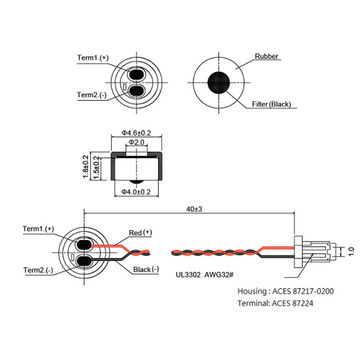 Term1.(+)
Term2.(-)
Rubber
Filter(Black)
Φ4.6±0.2
Φ2.0
1.8±0.2
1.5±0.2
Φ4.0±0.2
40±3
Term1.(+)
Red (+)
Term2.(-)
Black(-)
1.0
UL3302 AWG32#
Housing : ACES 87217-0200
Terminal: ACES 87224